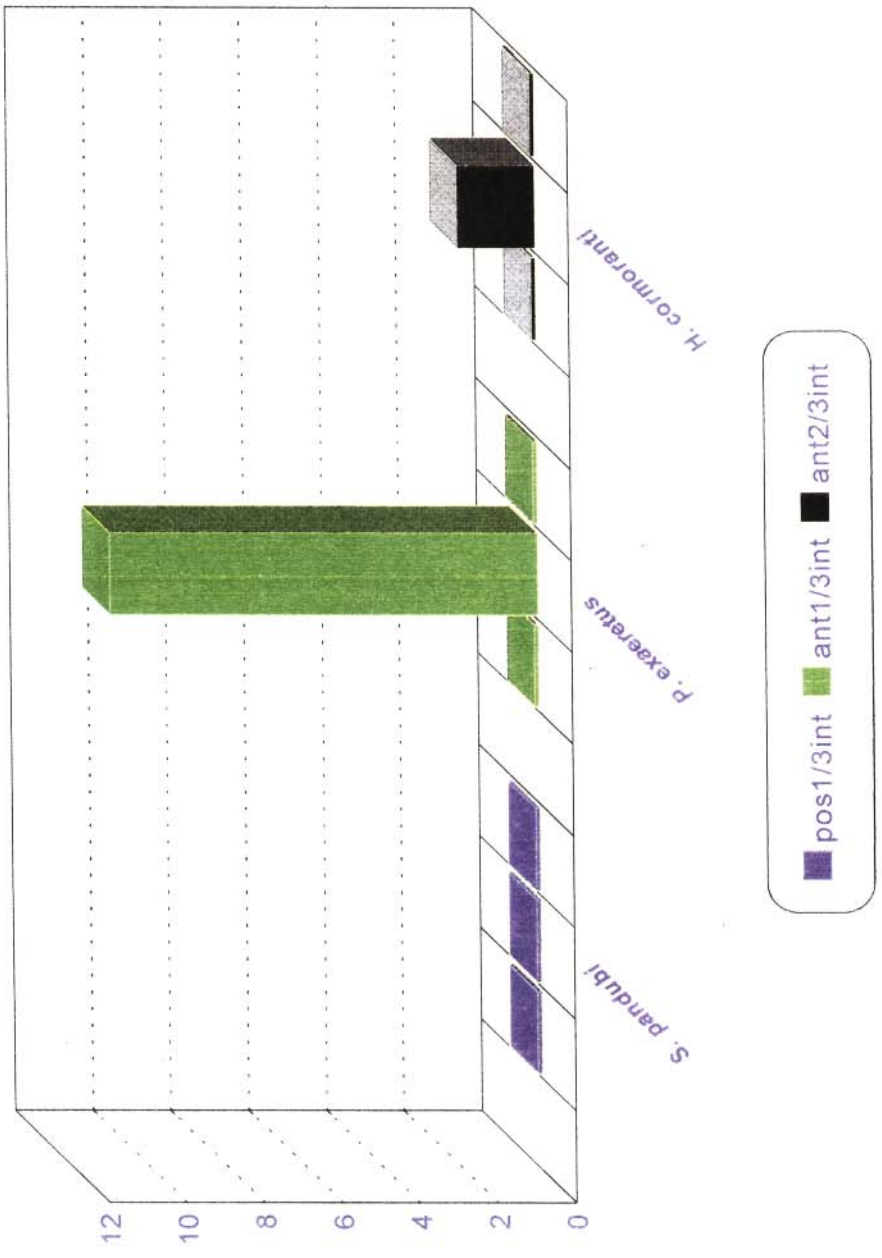 12
10
8
6
4
2
0
S. pandubi
P. exaeretus
H. cormoranti
pos1/3int ant1/3int ant2/3int